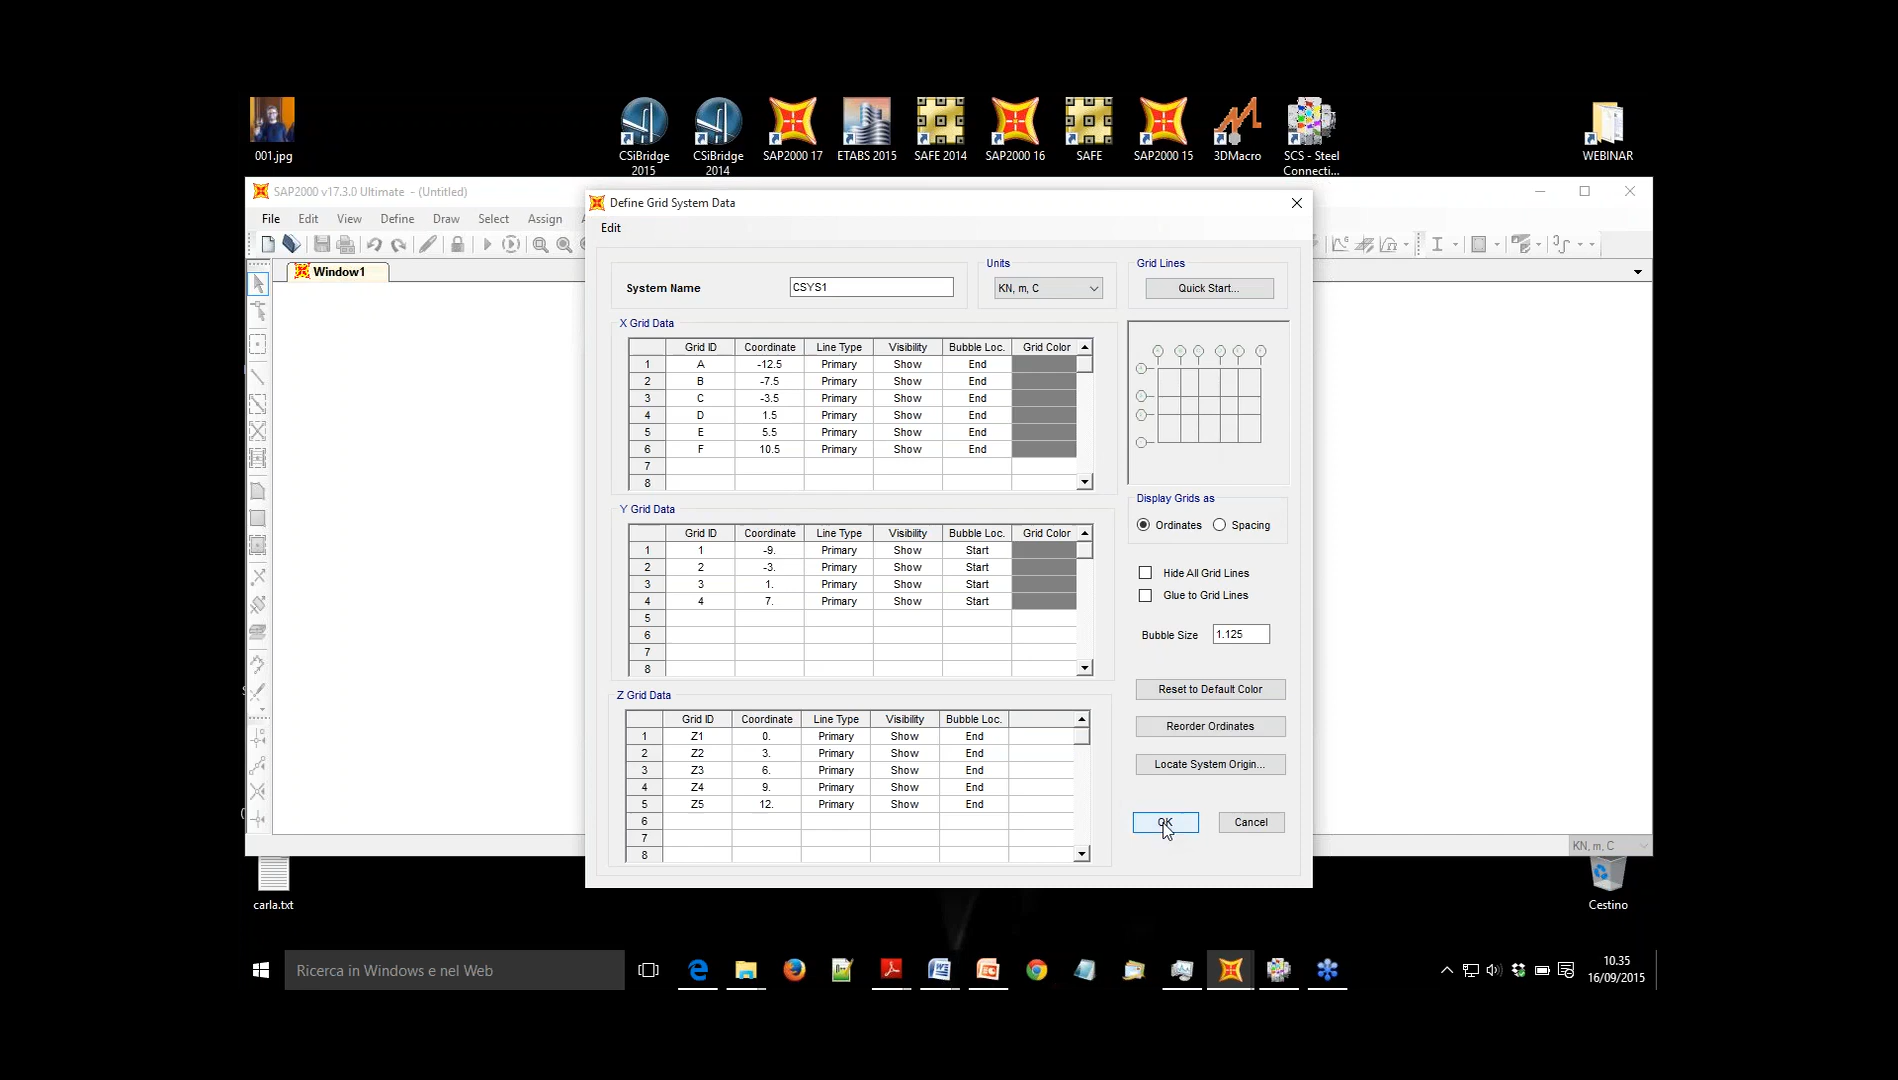 001.jpg
CSiBridge 2015
CSiBridge 2014
SAP2000 17
ETABS 2015
SAFE 2014
SAP2000 16
SAFE
SAP2000 15
3DMacro
SCS - Steel Connecti...
WEBINAR
SAP2000 v17.3.0 Ultimate - (Untitled)
File Edit View Define Draw Select Assign
Window1
Define Grid System Data
Edit
System Name CSYS1
Units
KN, m, C
Grid Lines
Quick Start...
X Grid Data
Grid ID Coordinate Line Type Visibility Bubble Loc. Grid Color
1 A -12.5 Primary Show End
2 B -7.5 Primary Show End
3 C -3.5 Primary Show End
4 D 1.5 Primary Show End
5 E 5.5 Primary Show End
6 F 10.5 Primary Show End
7
8
Y Grid Data
Grid ID Coordinate Line Type Visibility Bubble Loc. Grid Color
1 1 -9. Primary Show Start
2 2 -3. Primary Show Start
3 3 1. Primary Show Start
4 4 7. Primary Show Start
5
6
7
8
Z Grid Data
Grid ID Coordinate Line Type Visibility Bubble Loc.
1 Z1 0. Primary Show End
2 Z2 3. Primary Show End
3 Z3 6. Primary Show End
4 Z4 9. Primary Show End
5 Z5 12. Primary Show End
6
7
8
Display Grids as
Ordinates Spacing
Hide All Grid Lines
Glue to Grid Lines
Bubble Size 1.125
Reset to Default Color
Reorder Ordinates
Locate System Origin...
OK Cancel
KN, m, C
carla.txt
Cestino
Ricerca in Windows e nel Web
10.35
16/09/2015